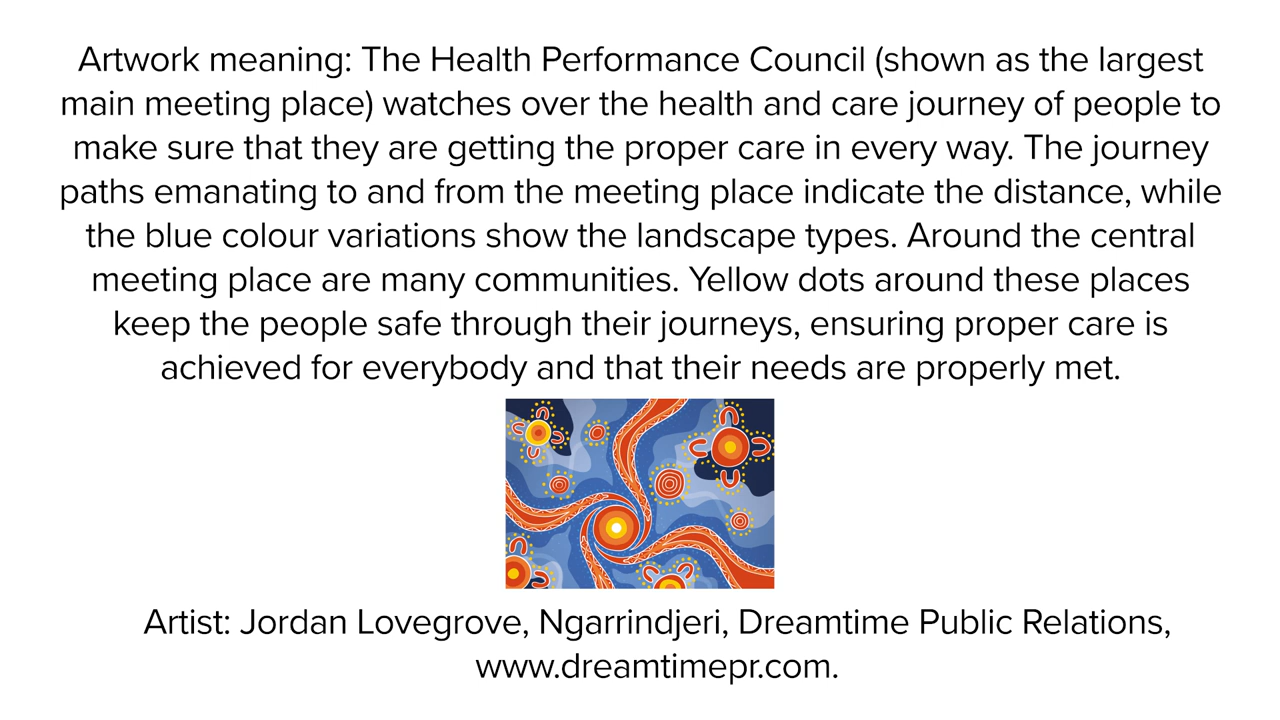 Artwork meaning: The Health Performance Council (shown as the largest
main meeting place) watches over the health and care journey of people to
make sure that they are getting the proper care in every way. The journey
paths emanating to and from the meeting place indicate the distance, while
the blue colour variations show the landscape types. Around the central
meeting place are many communities. Yellow dots around these places
keep the people safe through their journeys, ensuring proper care is
achieved for everybody and that their needs are properly met.
Artist: Jordan Lovegrove, Ngarrindjeri, Dreamtime Public Relations,
www.dreamtimepr.com.